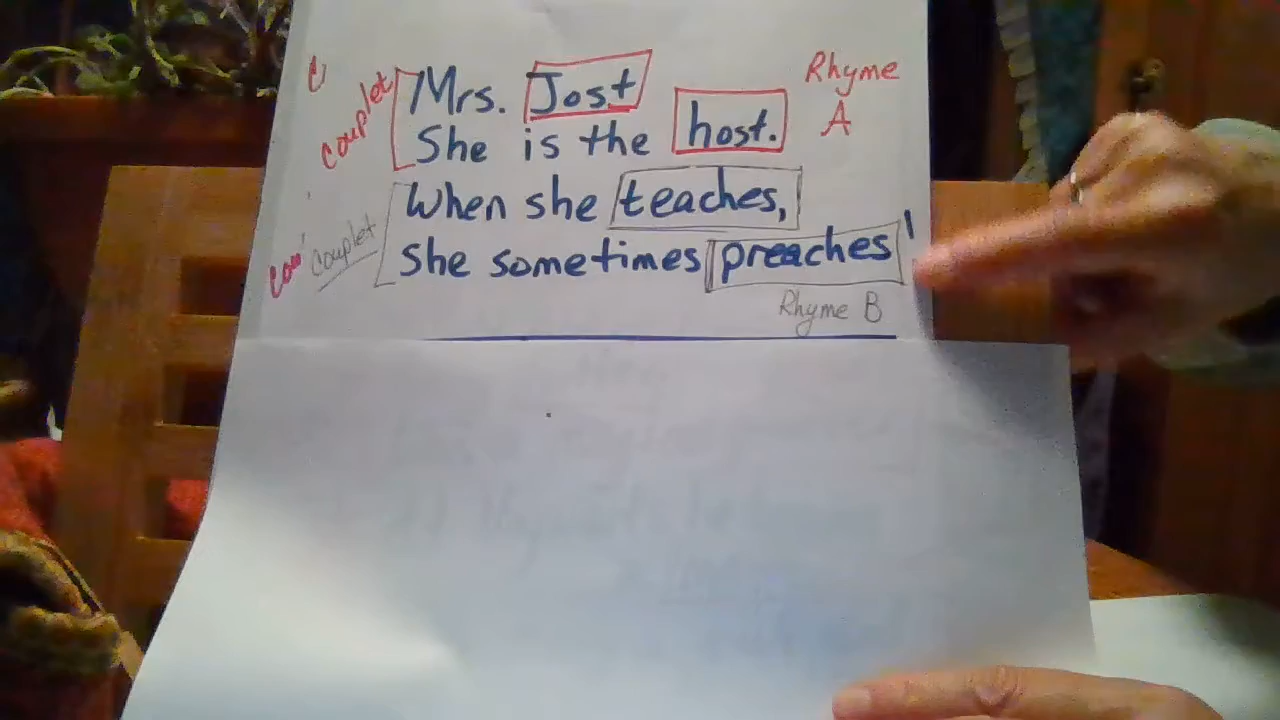 Mrs. Jost
She is the host.
When she teaches,
she sometimes preaches
Rhyme
A
couplet
couplet
Rhyme B